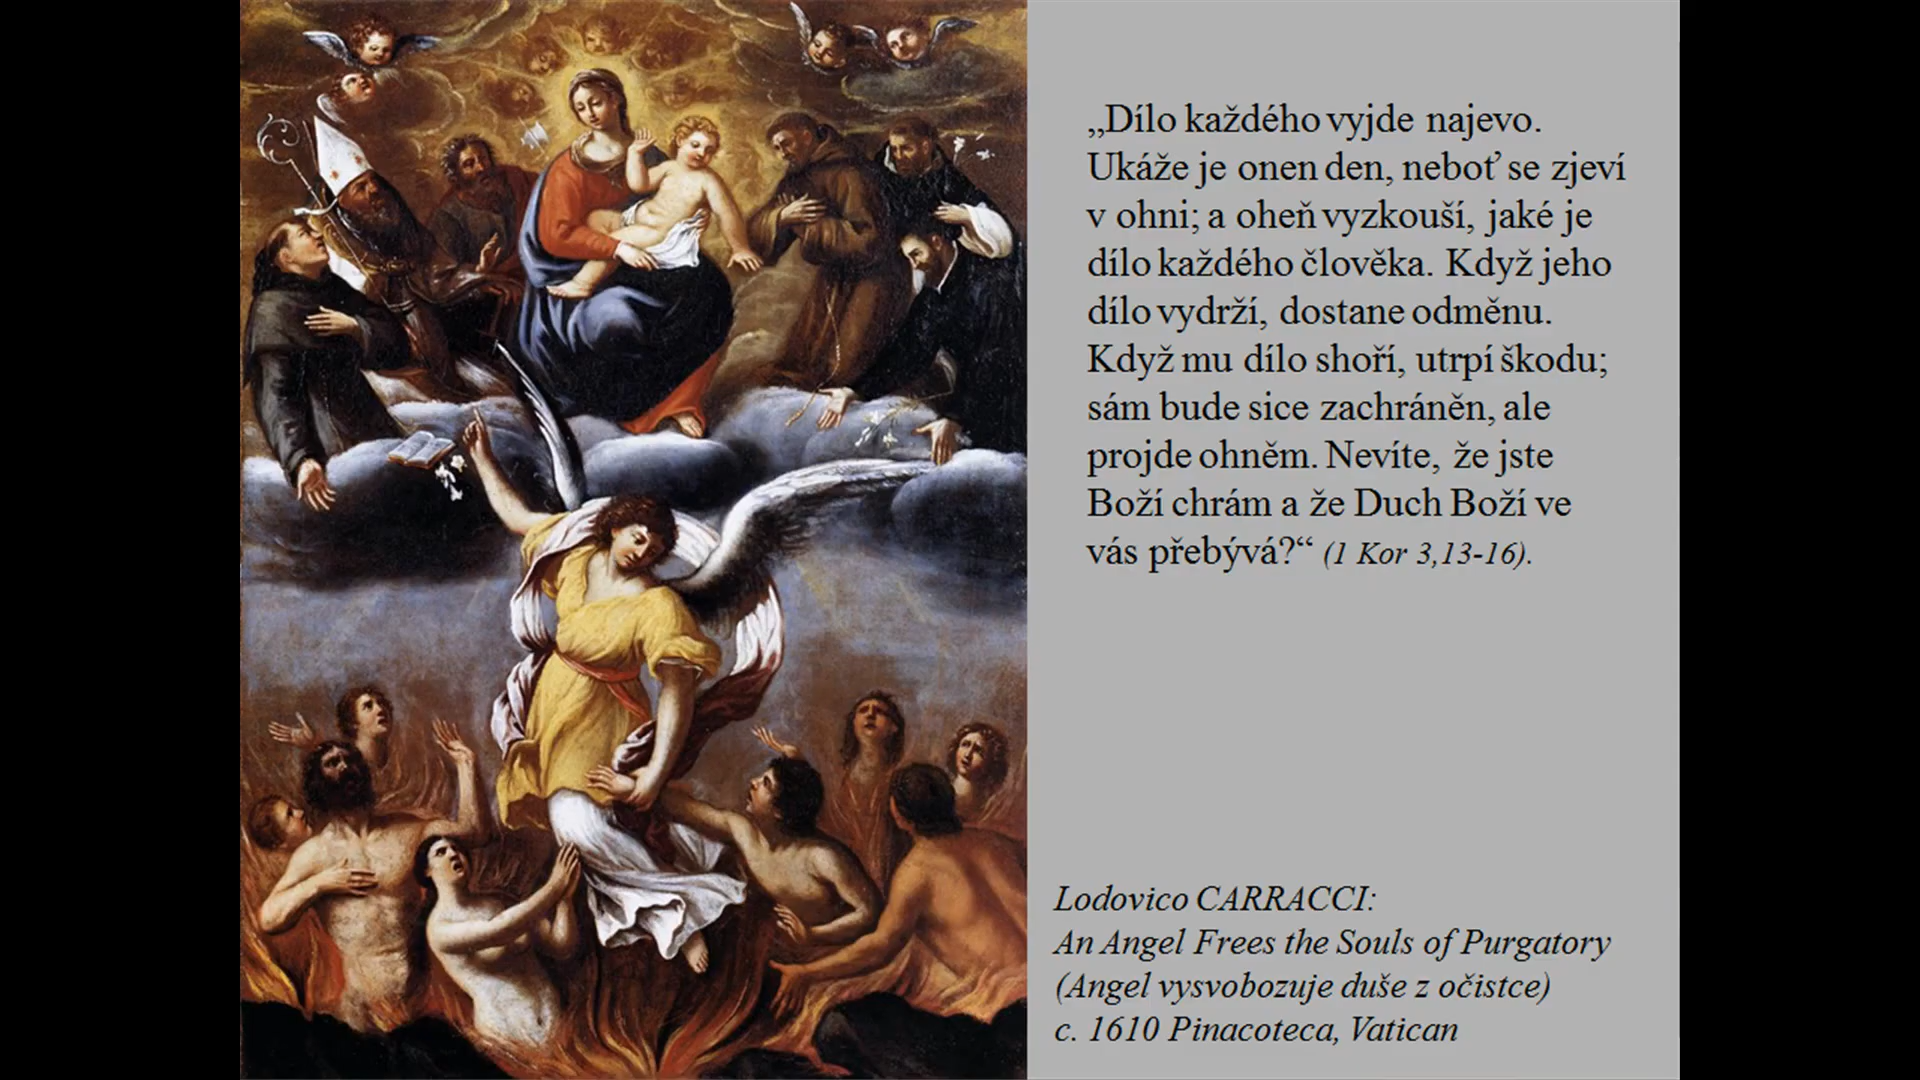 „Dílo každého vyjde najevo.
Ukáže je onen den, neboť se zjeví
v ohni; a oheň vyzkouší, jaké je
dílo každého člověka. Když jeho
dílo vydrží, dostane odměnu.
Když mu dílo shoří, utrpí škodu;
sám bude sice zachráněn, ale
projde ohněm. Nevíte, že jste
Boží chrám a že Duch Boží ve
vás přebývá?“ (1 Kor 3,13-16).
Lodovico CARRACCI:
An Angel Frees the Souls of Purgatory
(Angel vysvobozuje duše z očistce)
c. 1610 Pinacoteca, Vatican